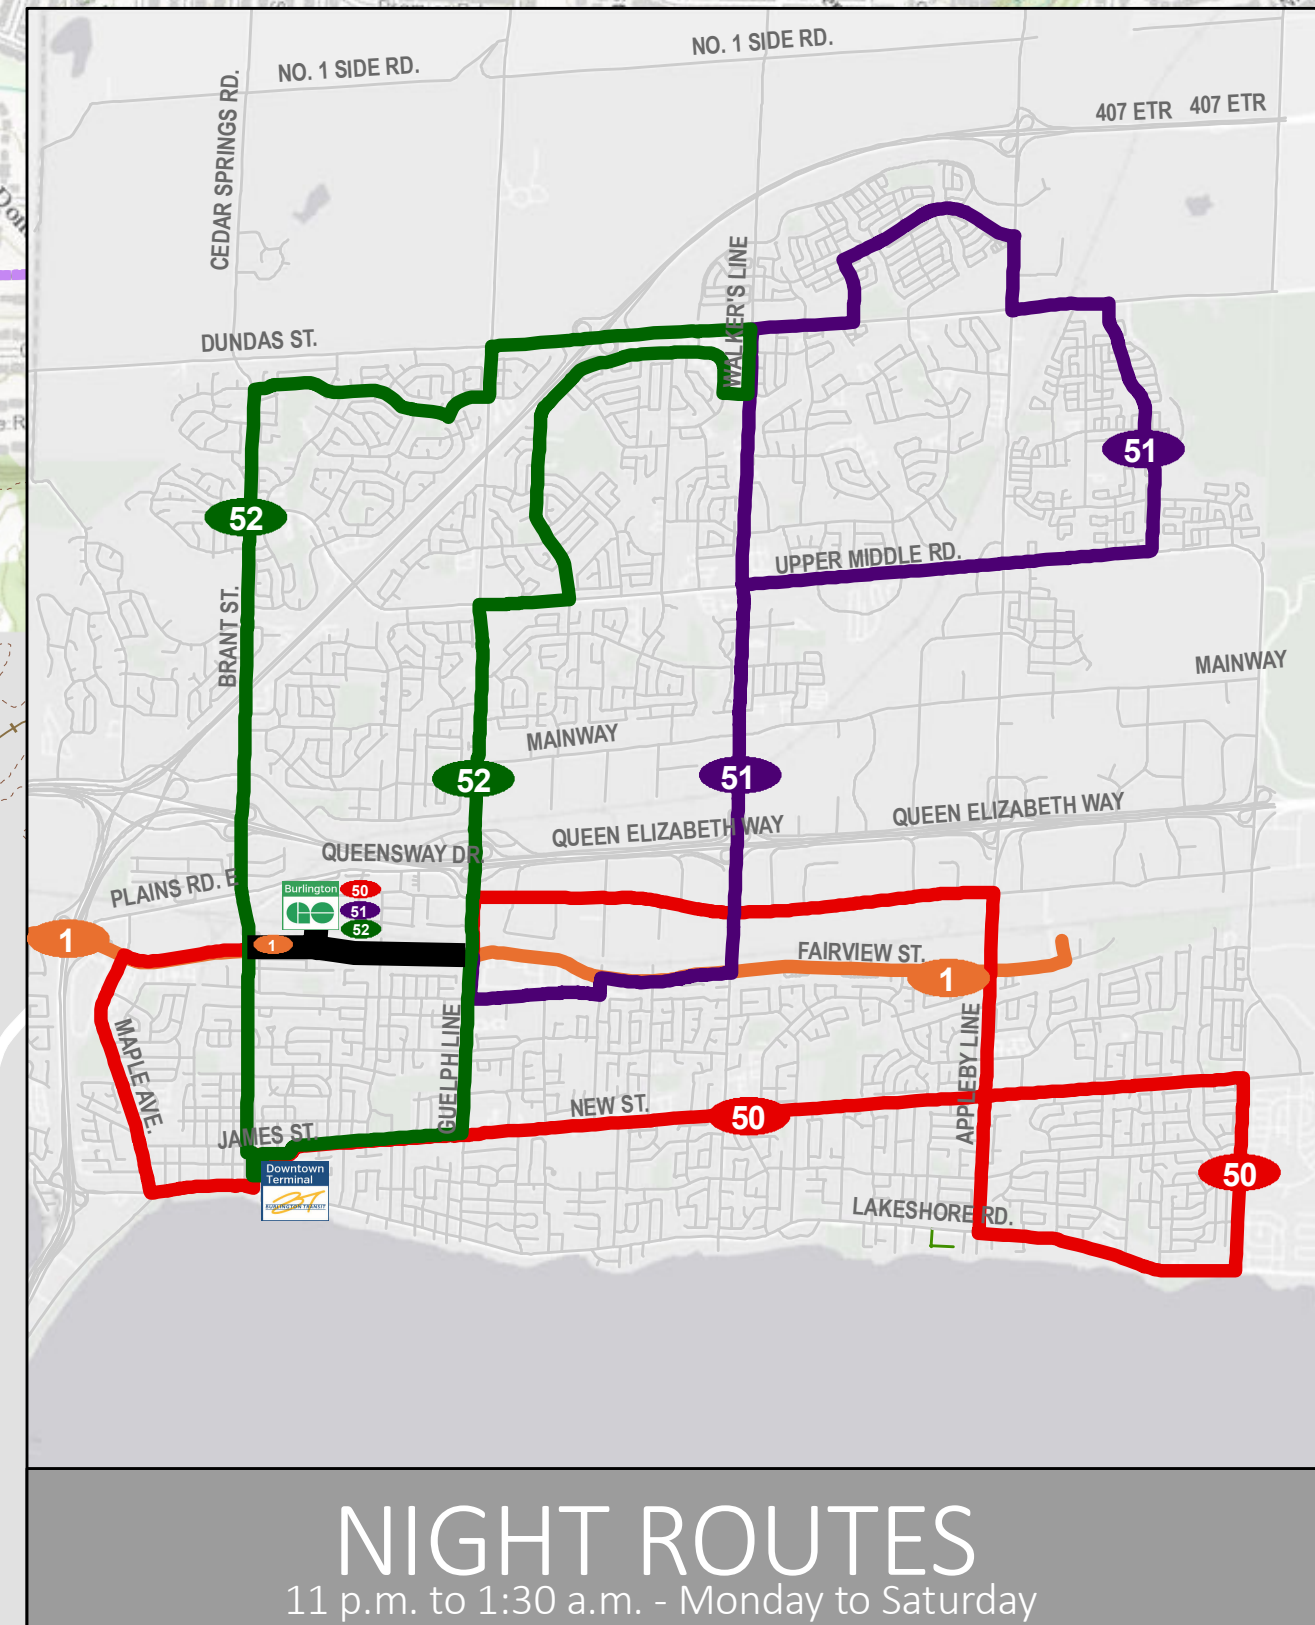 NO. 1 SIDE RD.
NO. 1 SIDE RD.
407 ETR
407 ETR
CEDAR SPRINGS RD.
DUNDAS ST.
WALKER'S LINE
51
52
UPPER MIDDLE RD.
BRANT ST.
MAINWAY
MAINWAY
52
51
QUEEN ELIZABETH WAY
QUEEN ELIZABETH WAY
QUEENSWAY DR.
PLAINS RD. E
Burlington
GO
50
51
52
1
1
FAIRVIEW ST.
1
MAPLE AVE.
GUELPH LINE
APPLEBY LINE
NEW ST.
50
JAMES ST.
Downtown
Terminal
BURLINGTON TRANSIT
50
LAKESHORE RD.
NIGHT ROUTES
11 p.m. to 1:30 a.m. - Monday to Saturday